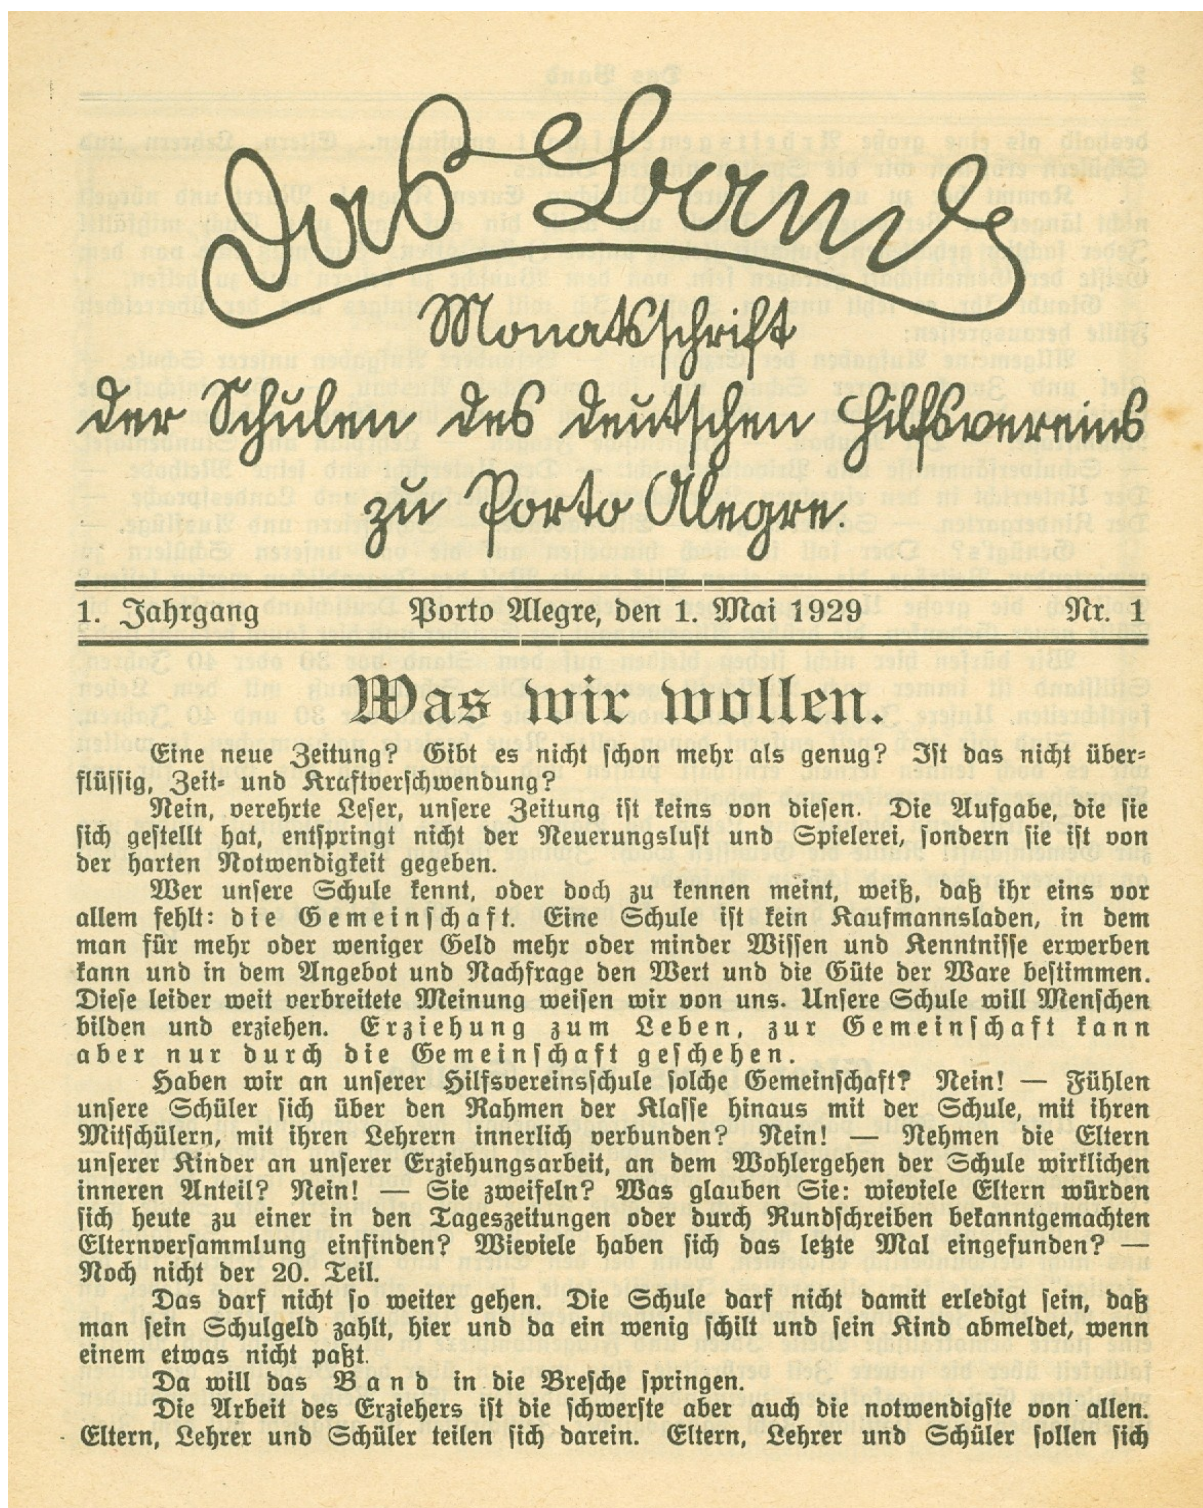 Das Band
Monatsschrift
der Schulen des deutschen Hilfsvereins
zu Porto Alegre
1. Jahrgang Porto Alegre, den 1. Mai 1929 Nr. 1
Was wir wollen.
Eine neue Zeitung? Gibt es nicht schon mehr als genug? Ist das nicht über-
flüssig, Zeit- und Kraftverschwendung?
Nein, verehrte Leser, unsere Zeitung ist keins von diesen. Die Aufgabe, die sie
sich gestellt hat, entspringt nicht der Neuerungslust und Spielerei, sondern sie ist von
der harten Notwendigkeit gegeben.
Wer unsere Schule kennt, oder doch zu kennen meint, weiß, daß ihr eins vor
allem fehlt: die Gemeinschaft. Eine Schule ist kein Kaufmannsladen, in dem
man für mehr oder weniger Geld mehr oder minder Wissen und Kenntnisse erwerben
kann und in dem Angebot und Nachfrage den Wert und die Güte der Ware bestimmen.
Diese leider weit verbreitete Meinung weisen wir von uns. Unsere Schule will Menschen
bilden und erziehen. Erziehung zum Leben, zur Gemeinschaft kann
aber nur durch die Gemeinschaft geschehen.
Haben wir an unserer Hilfsvereinsschule solche Gemeinschaft? Nein! — Fühlen
unsere Schüler sich über den Rahmen der Klasse hinaus mit der Schule, mit ihren
Mitschülern, mit ihren Lehrern innerlich verbunden? Nein! — Nehmen die Eltern
unserer Kinder an unserer Erziehungsarbeit, an dem Wohlergehen der Schule wirklichen
inneren Anteil? Nein! — Sie zweifeln? Was glauben Sie: wieviele Eltern würden
sich heute zu einer in den Tageszeitungen oder durch Rundschreiben bekanntgemachten
Elternversammlung einfinden? Wieviele haben sich das letzte Mal eingefunden? —
Noch nicht der 20. Teil.
Das darf nicht so weiter gehen. Die Schule darf nicht damit erledigt sein, daß
man sein Schulgeld zahlt, hier und da ein wenig schilt und sein Kind abmeldet, wenn
einem etwas nicht paßt.
Da will das Band in die Bresche springen.
Die Arbeit des Erziehers ist die schwerste aber auch die notwendigste von allen.
Eltern, Lehrer und Schüler teilen sich darein. Eltern, Lehrer und Schüler sollen sich